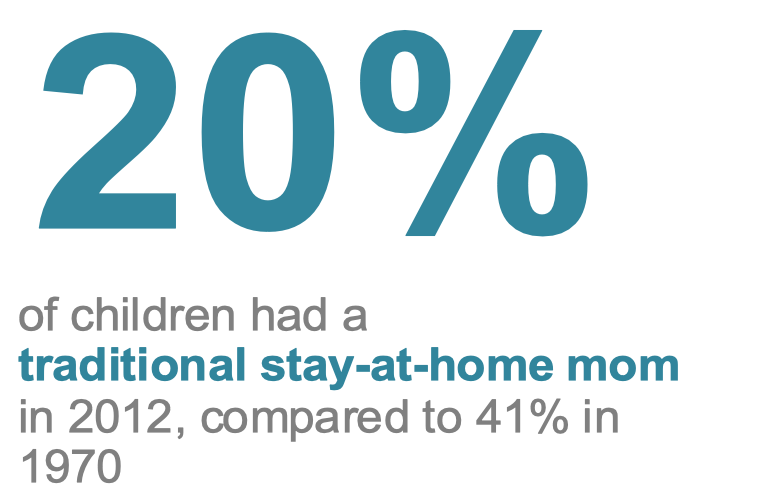 20%
of children had a
traditional stay-at-home mom
in 2012, compared to 41% in
1970